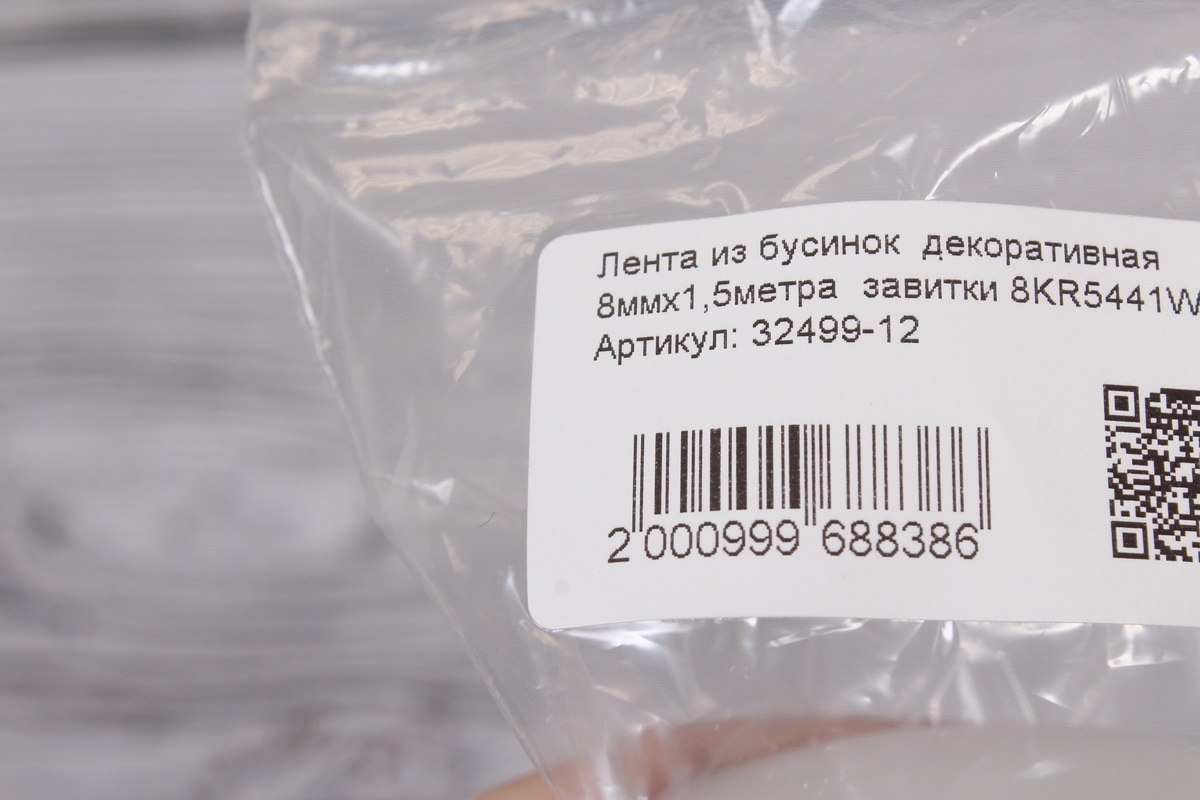 Лента из бусинок декоративная
8ммх1,5метра завитки 8KR5441W
Артикул: 32499-12
2 000999 688386